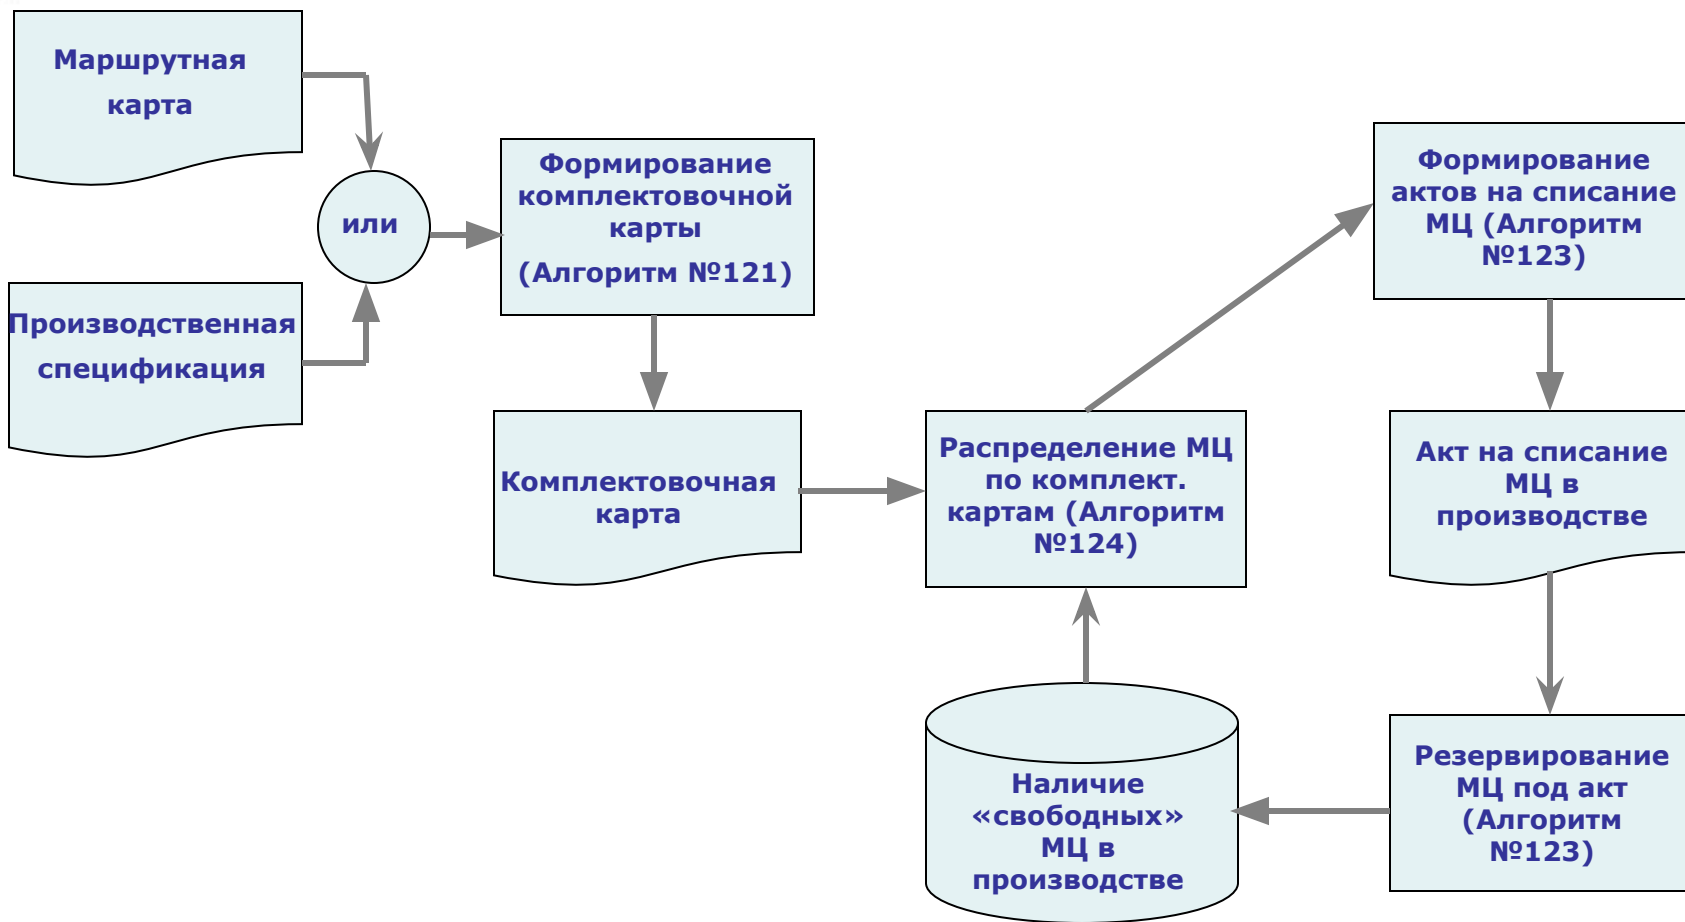 Маршрутная
карта
или
Производственная
спецификация
Формирование
комплектовочной
карты
(Алгоритм №121)
Комплектовочная
карта
Распределение МЦ
по комплект.
картам (Алгоритм
№124)
Формирование
актов на списание
МЦ (Алгоритм
№123)
Акт на списание
МЦ в
производстве
Резервирование
МЦ под акт
(Алгоритм
№123)
Наличие
«свободных»
МЦ в
производстве